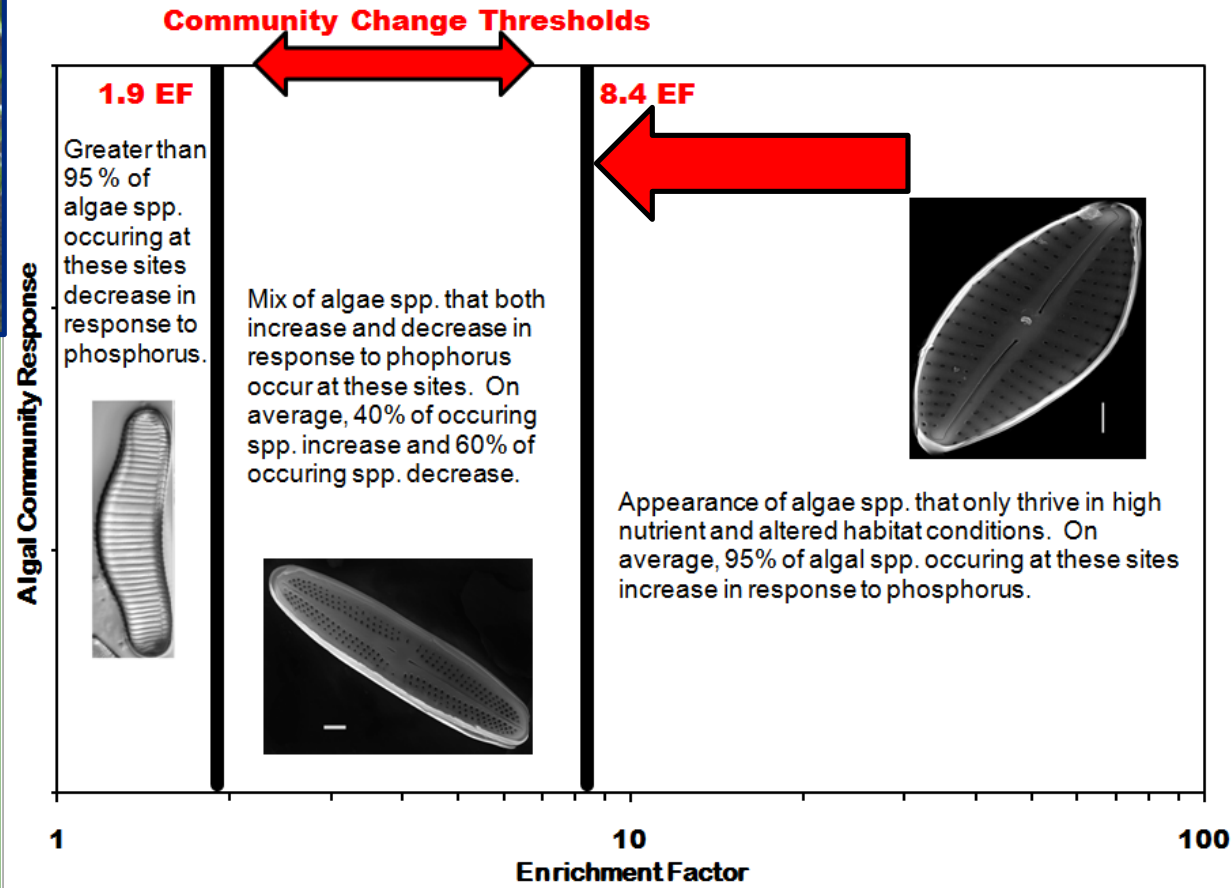 Community Change Thresholds
1.9 EF
8.4 EF
Greater than
95 % of
algae spp.
occuring at
these sites
decrease in
response to
phosphorus.
Mix of algae spp. that both
increase and decrease in
response to phophorus
occur at these sites. On
average, 40% of occuring
spp. increase and 60% of
occuring spp. decrease.
Appearance of algae spp. that only thrive in high
nutrient and altered habitat conditions. On
average, 95% of algal spp. occuring at these sites
increase in response to phosphorus.
Algal Community Response
1
10
100
Enrichment Factor